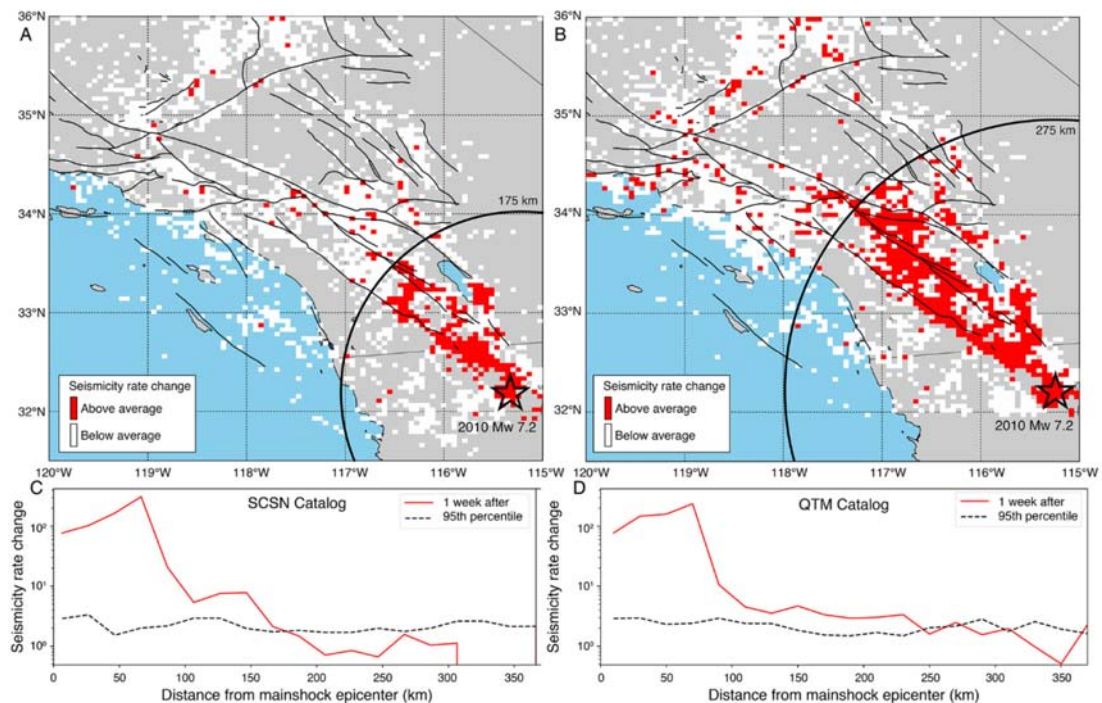 A
36°N
35°N
34°N
33°N
32°N
120°W 119°W 118°W 117°W 116°W 115°W
175 km
Seismicity rate change
Above average
Below average
2010 Mw 7.2
B
36°N
35°N
34°N
33°N
32°N
120°W 119°W 118°W 117°W 116°W 115°W
275 km
Seismicity rate change
Above average
Below average
2010 Mw 7.2
C
SCSN Catalog
1 week after
95th percentile
Seismicity rate change
10²
10¹
10⁰
0 50 100 150 200 250 300 350
Distance from mainshock epicenter (km)
D
QTM Catalog
1 week after
95th percentile
Seismicity rate change
10²
10¹
10⁰
0 50 100 150 200 250 300 350
Distance from mainshock epicenter (km)